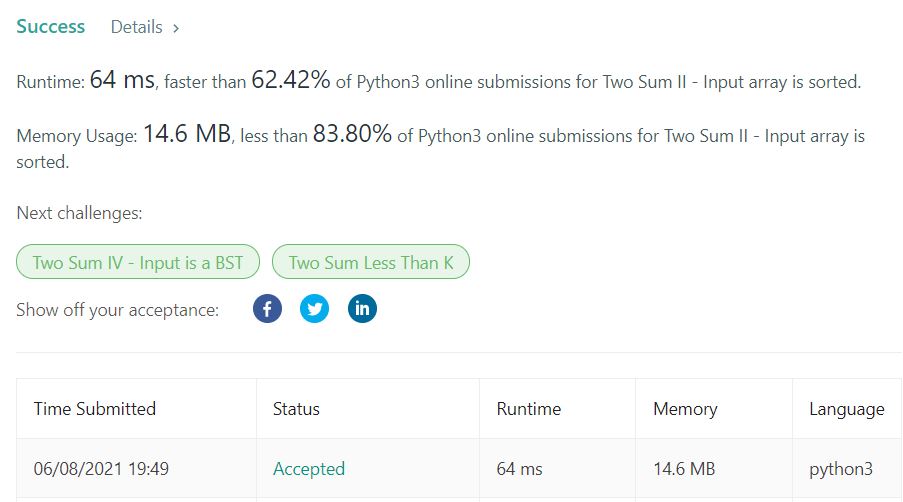 Success Details >
Runtime: 64 ms, faster than 62.42% of Python3 online submissions for Two Sum II - Input array is sorted.
Memory Usage: 14.6 MB, less than 83.80% of Python3 online submissions for Two Sum II - Input array is
sorted.
Next challenges:
Two Sum IV - Input is a BST Two Sum Less Than K
Show off your acceptance: f in
Time Submitted Status Runtime Memory Language
06/08/2021 19:49 Accepted 64 ms 14.6 MB python3